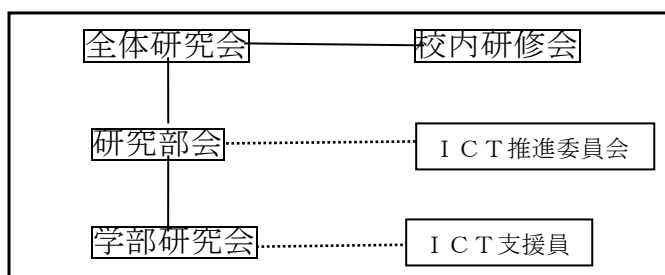 全体研究会
校内研修会
研究部会
ＩＣＴ推進委員会
学部研究会
ＩＣＴ支援員